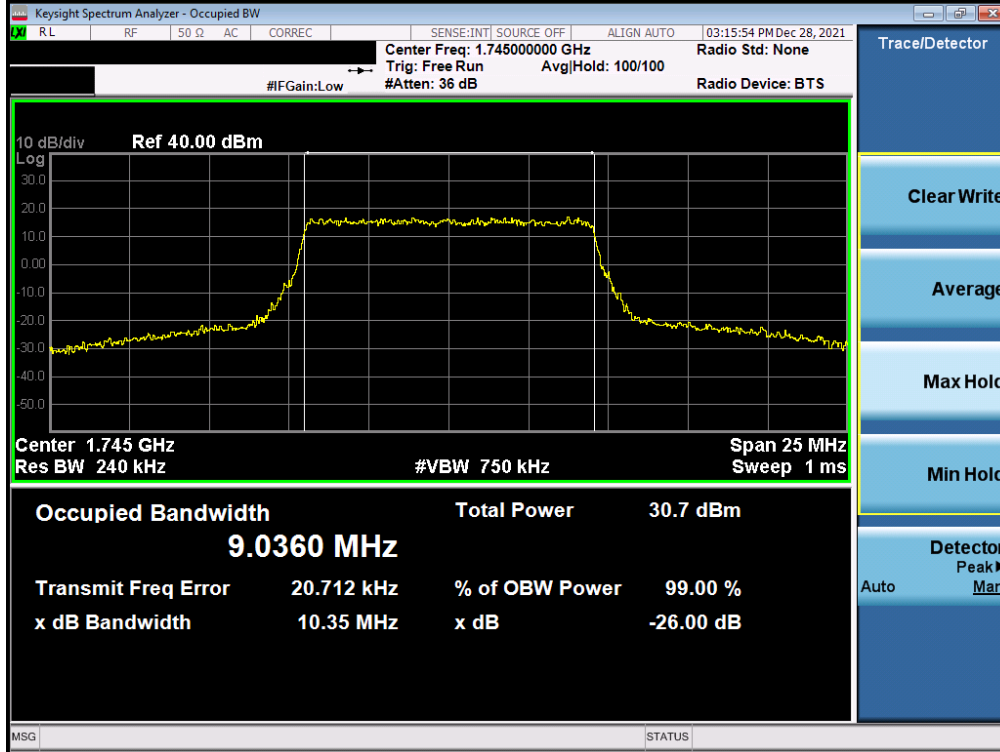 Keysight Spectrum Analyzer - Occupied BW
LXI RL RF 50 Ω AC CORREC SENSE:INT SOURCE OFF ALIGN AUTO 03:15:54 PM Dec 28, 2021
Center Freq: 1.745000000 GHz Radio Std: None
Trig: Free Run Avg|Hold: 100/100
#IFGain:Low #Atten: 36 dB Radio Device: BTS
Trace/Detector
10 dB/div Ref 40.00 dBm
Log
30.0
20.0
10.0
0.00
-10.0
-20.0
-30.0
-40.0
-50.0
Center 1.745 GHz Span 25 MHz
Res BW 240 kHz #VBW 750 kHz Sweep 1 ms
Occupied Bandwidth Total Power 30.7 dBm
9.0360 MHz
Transmit Freq Error 20.712 kHz % of OBW Power 99.00 %
x dB Bandwidth 10.35 MHz x dB -26.00 dB
Clear Write
Average
Max Hold
Min Hold
Detector
Peak
Auto Man
MSG STATUS